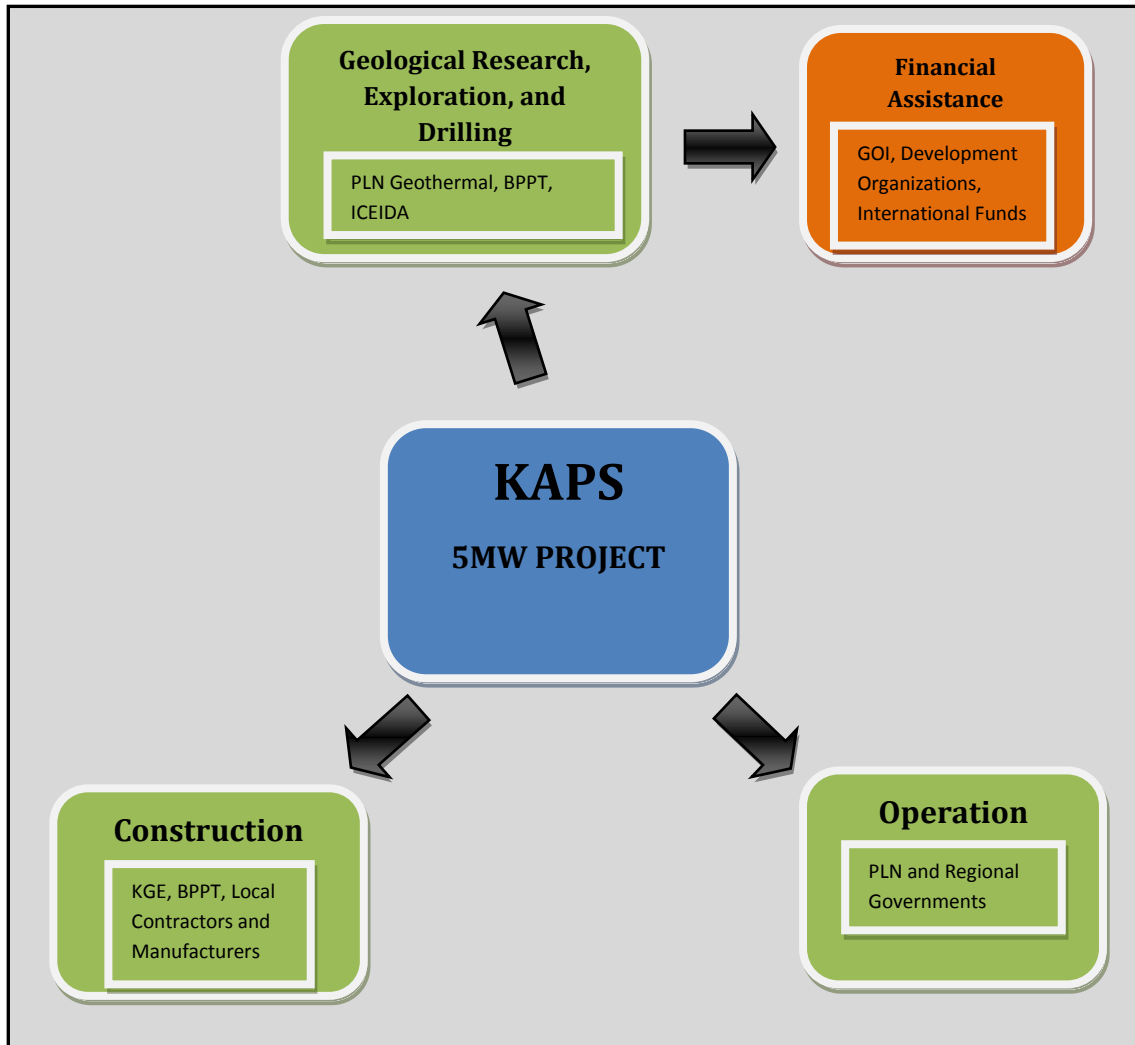 Geological Research,
Exploration, and
Drilling
PLN Geothermal, BPPT,
ICEIDA
Financial
Assistance
GOI, Development
Organizations,
International Funds
KAPS
5MW PROJECT
Construction
KGE, BPPT, Local
Contractors and
Manufacturers
Operation
PLN and Regional
Governments